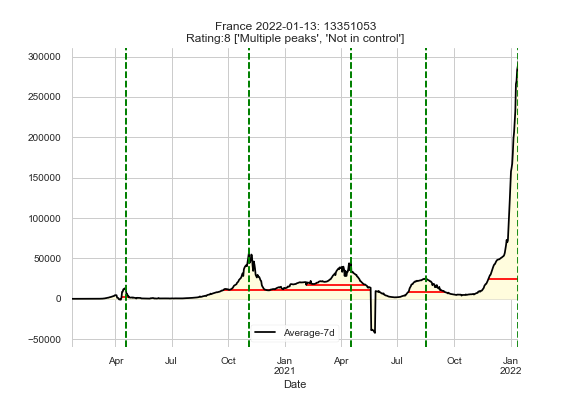 France 2022-01-13: 13351053
Rating:8 ['Multiple peaks', 'Not in control']
300000
250000
200000
150000
100000
50000
0
−50000
Average-7d
Apr Jul Oct Jan Apr Jul Oct Jan
2021 2022
Date